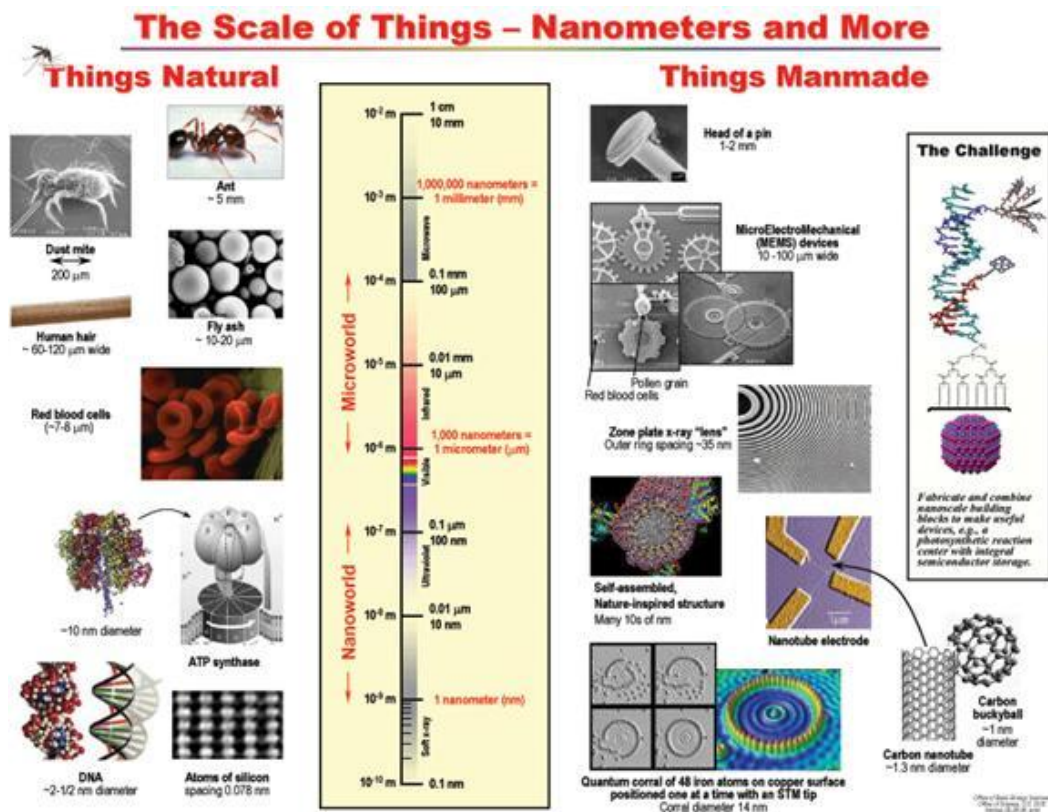 The Scale of Things – Nanometers and More
Things Natural
Things Manmade
Ant
~ 5 mm
Dust mite
200 μm
Human hair
~ 60-120 μm wide
Fly ash
~ 10-20 μm
Red blood cells
(~7-8 μm)
~10 nm diameter
ATP synthase
DNA
~2-1/2 nm diameter
Atoms of silicon
spacing 0.078 nm
10-2 m
1 cm
10 mm
10-3 m
1,000,000 nanometers =
1 millimeter (mm)
Microwave
10-4 m
0.1 mm
100 μm
Microworld
10-5 m
0.01 mm
10 μm
Infrared
10-6 m
1,000 nanometers =
1 micrometer (μm)
Visible
10-7 m
0.1 μm
100 nm
Nanoworld
Ultraviolet
10-8 m
0.01 μm
10 nm
10-9 m
1 nanometer (nm)
Soft x-ray
10-10 m
0.1 nm
Head of a pin
1-2 mm
MicroElectroMechanical
(MEMS) devices
10 -100 μm wide
Pollen grain
Red blood cells
Zone plate x-ray "lens"
Outer ring spacing ~35 nm
Self-assembled,
Nature-inspired structure
Many 10s of nm
1μm
Nanotube electrode
Carbon
buckyball
~1 nm
diameter
Carbon nanotube
~1.3 nm diameter
Quantum corral of 48 iron atoms on copper surface
positioned one at a time with an STM tip
Corral diameter 14 nm
The Challenge
Fabricate and combine
nanoscale building
blocks to make useful
devices, e.g., a
photosynthetic reaction
center with integral
semiconductor storage.